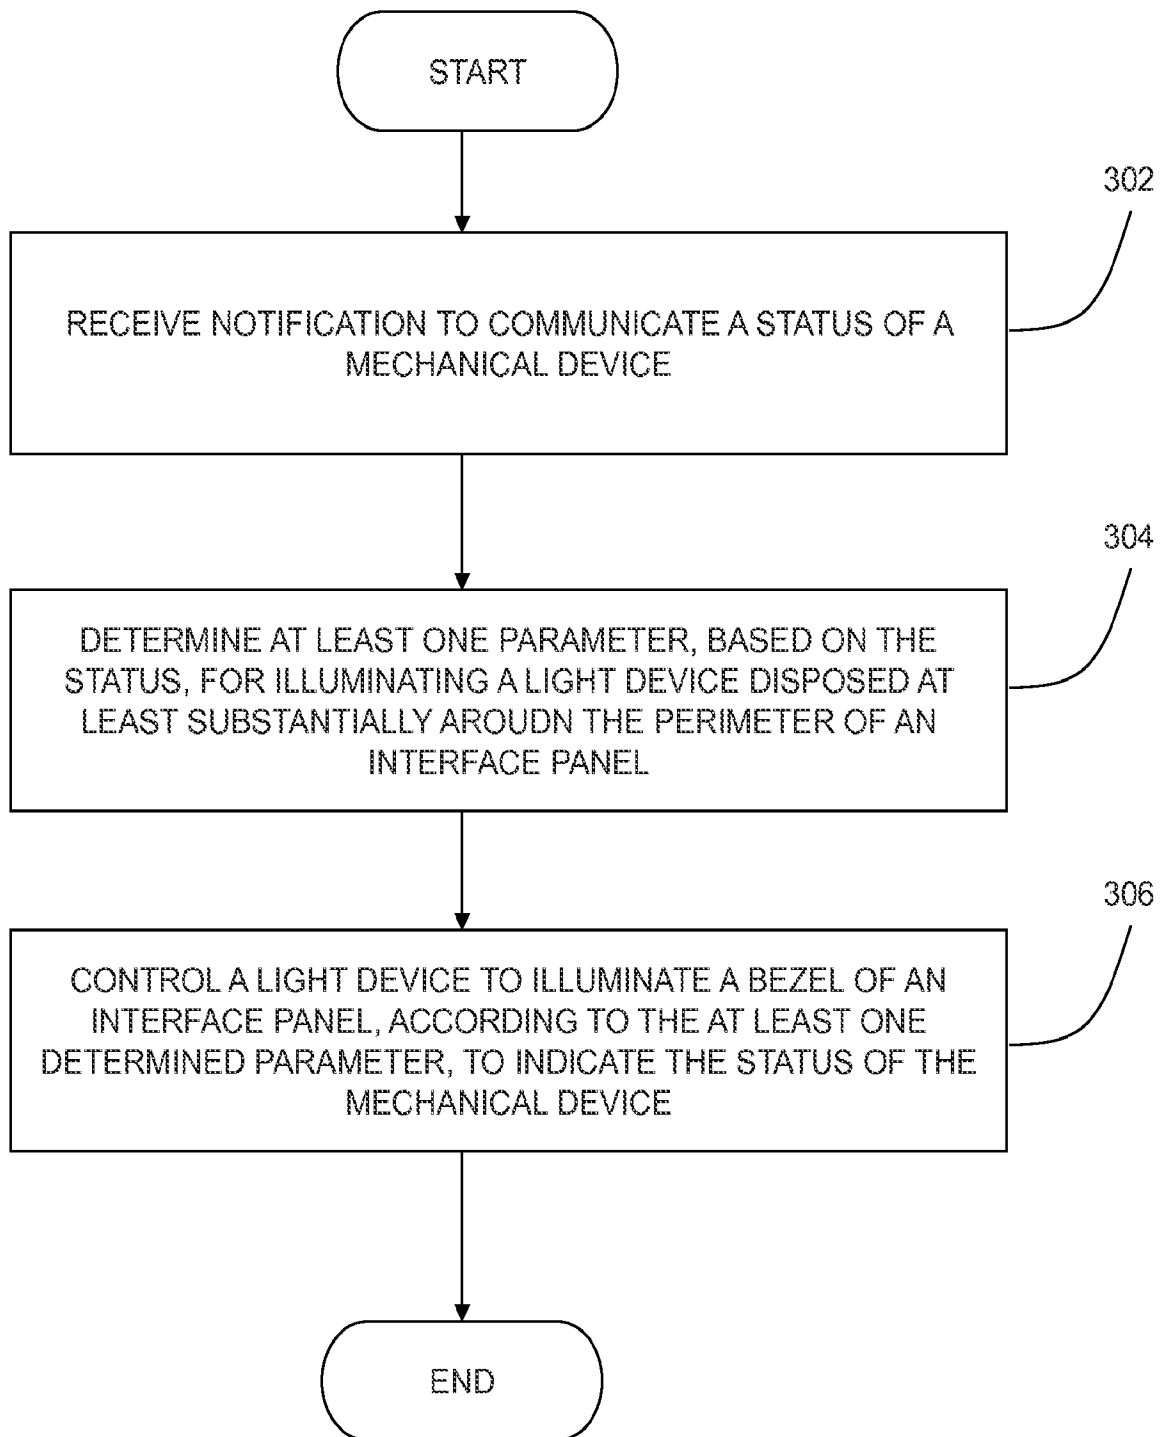 START
302
RECEIVE NOTIFICATION TO COMMUNICATE A STATUS OF A
MECHANICAL DEVICE
304
DETERMINE AT LEAST ONE PARAMETER, BASED ON THE
STATUS, FOR ILLUMINATING A LIGHT DEVICE DISPOSED AT
LEAST SUBSTANTIALLY AROUDN THE PERIMETER OF AN
INTERFACE PANEL
306
CONTROL A LIGHT DEVICE TO ILLUMINATE A BEZEL OF AN
INTERFACE PANEL, ACCORDING TO THE AT LEAST ONE
DETERMINED PARAMETER, TO INDICATE THE STATUS OF THE
MECHANICAL DEVICE
END